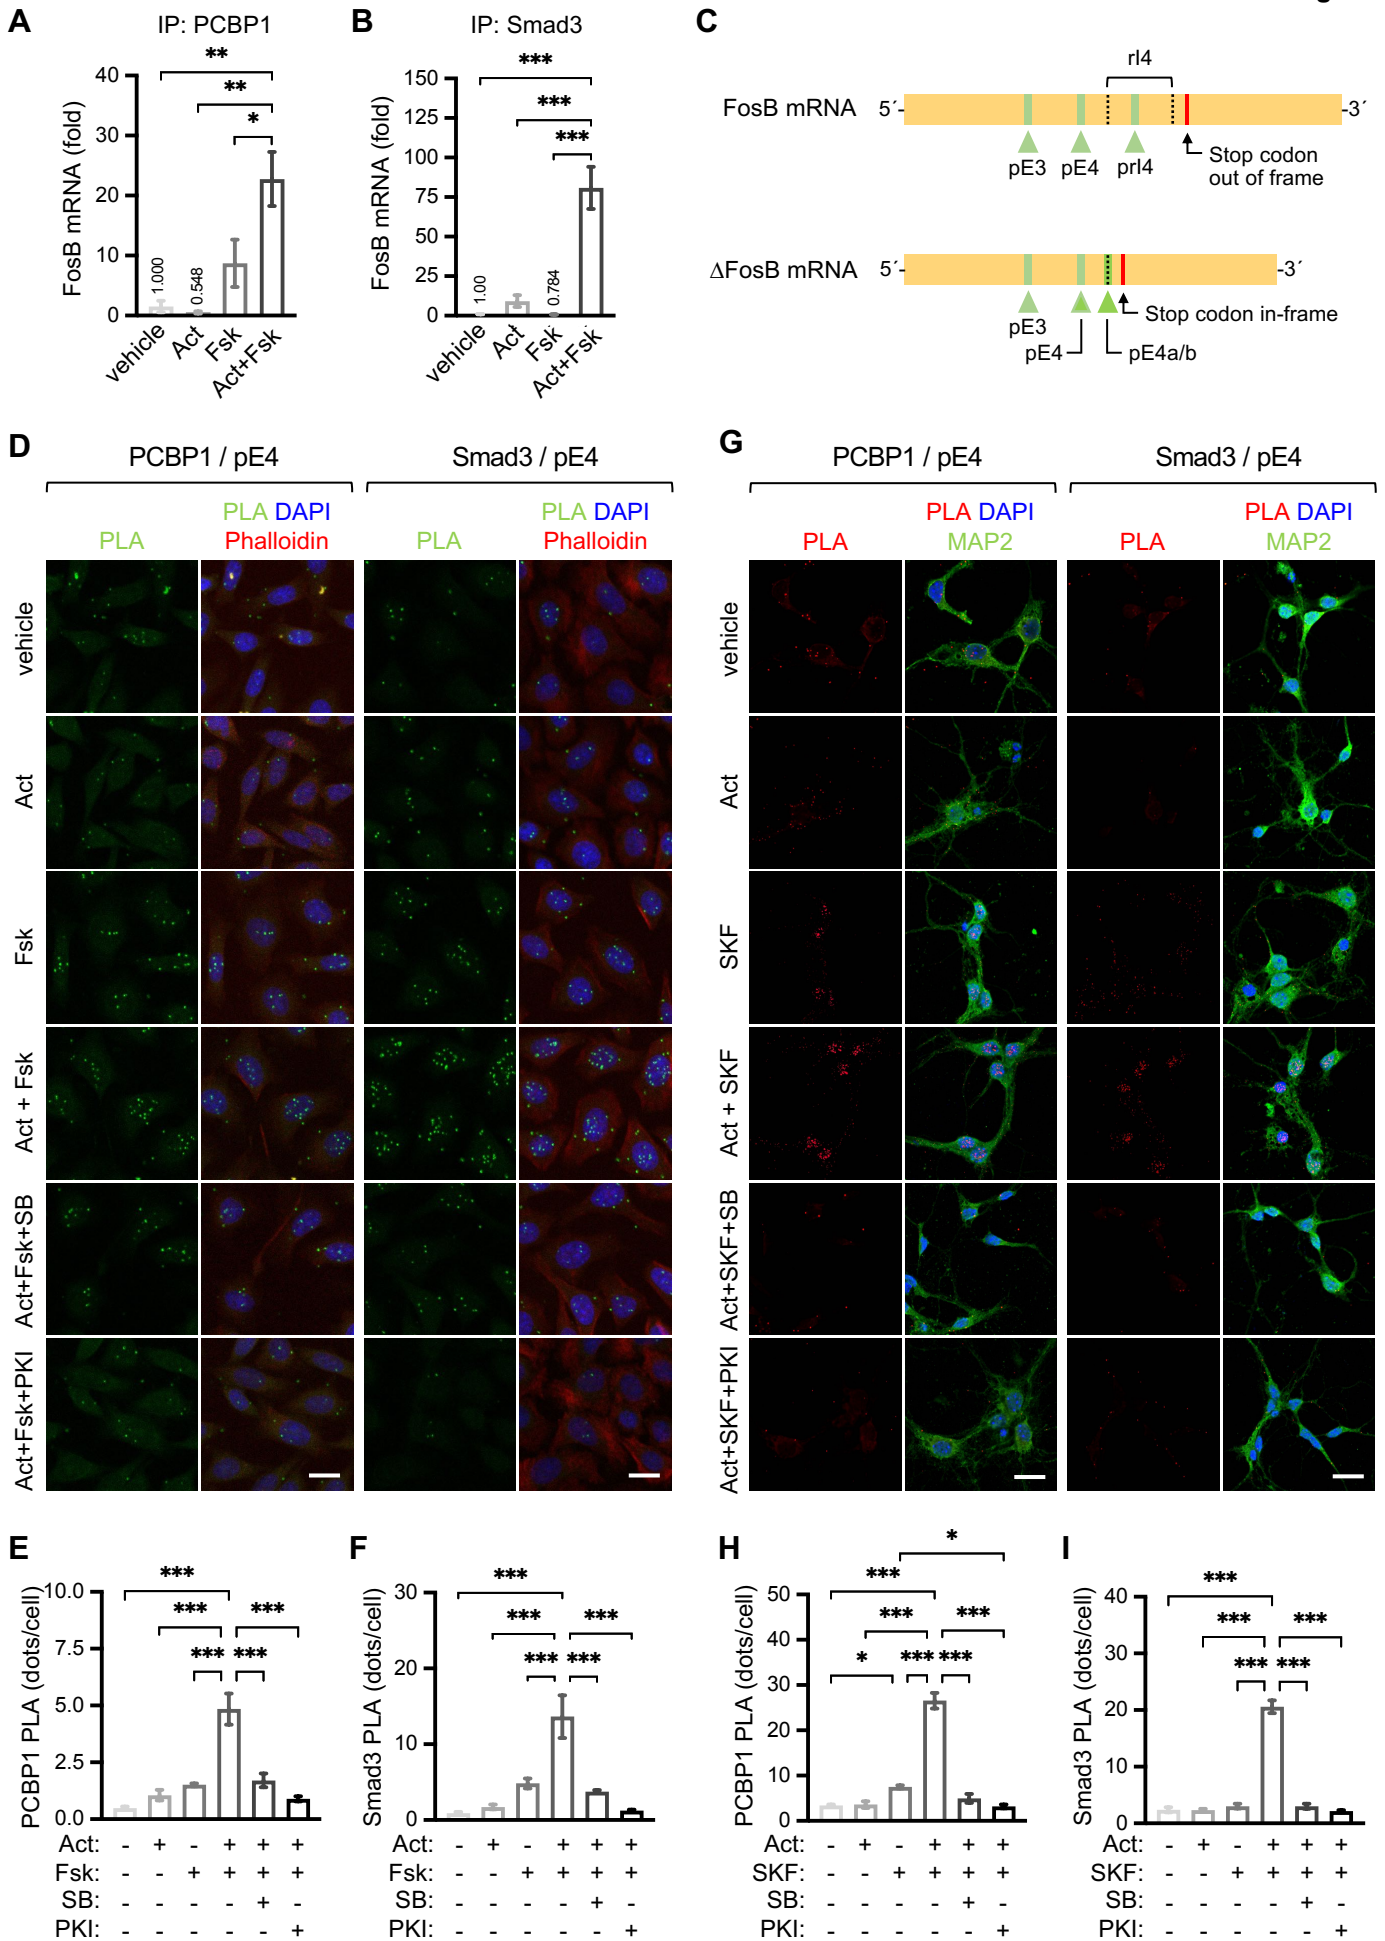 A
IP: PCBP1
FosB mRNA (fold)
40
30
20
10
0
**
**
*
1.000
0.548
vehicle
Act
Fsk
Act+Fsk
B
IP: Smad3
FosB mRNA (fold)
150
125
100
75
50
25
0
***
***
***
1.00
0.784
vehicle
Act
Fsk
Act+Fsk
C
rI4
FosB mRNA 5´- -3´
pE3 pE4 prI4
Stop codon
out of frame
ΔFosB mRNA 5´- -3´
pE3
Stop codon in-frame
pE4 pE4a/b
D
PCBP1 / pE4 Smad3 / pE4
PLA DAPI PLA DAPI
PLA Phalloidin PLA Phalloidin
vehicle
Act
Fsk
Act + Fsk
Act+Fsk+SB
Act+Fsk+PKI
G
PCBP1 / pE4 Smad3 / pE4
PLA DAPI PLA DAPI
PLA MAP2 PLA MAP2
vehicle
Act
SKF
Act + SKF
Act+SKF+SB
Act+SKF+PKI
E
PCBP1 PLA (dots/cell)
10.0
7.5
5.0
2.5
0.0
***
*** ***
*** ***
Act: - + - + + +
Fsk: - - + + + +
SB: - - - - + -
PKI: - - - - - +
F
Smad3 PLA (dots/cell)
30
20
10
0
***
*** ***
*** ***
Act: - + - + + +
Fsk: - - + + + +
SB: - - - - + -
PKI: - - - - - +
H
PCBP1 PLA (dots/cell)
50
40
30
20
10
0
*
***
*** ***
* *** ***
Act: - + - + + +
SKF: - - + + + +
SB: - - - - + -
PKI: - - - - - +
I
Smad3 PLA (dots/cell)
40
30
20
10
0
***
*** ***
*** ***
Act: - + - + + +
SKF: - - + + + +
SB: - - - - + -
PKI: - - - - - +